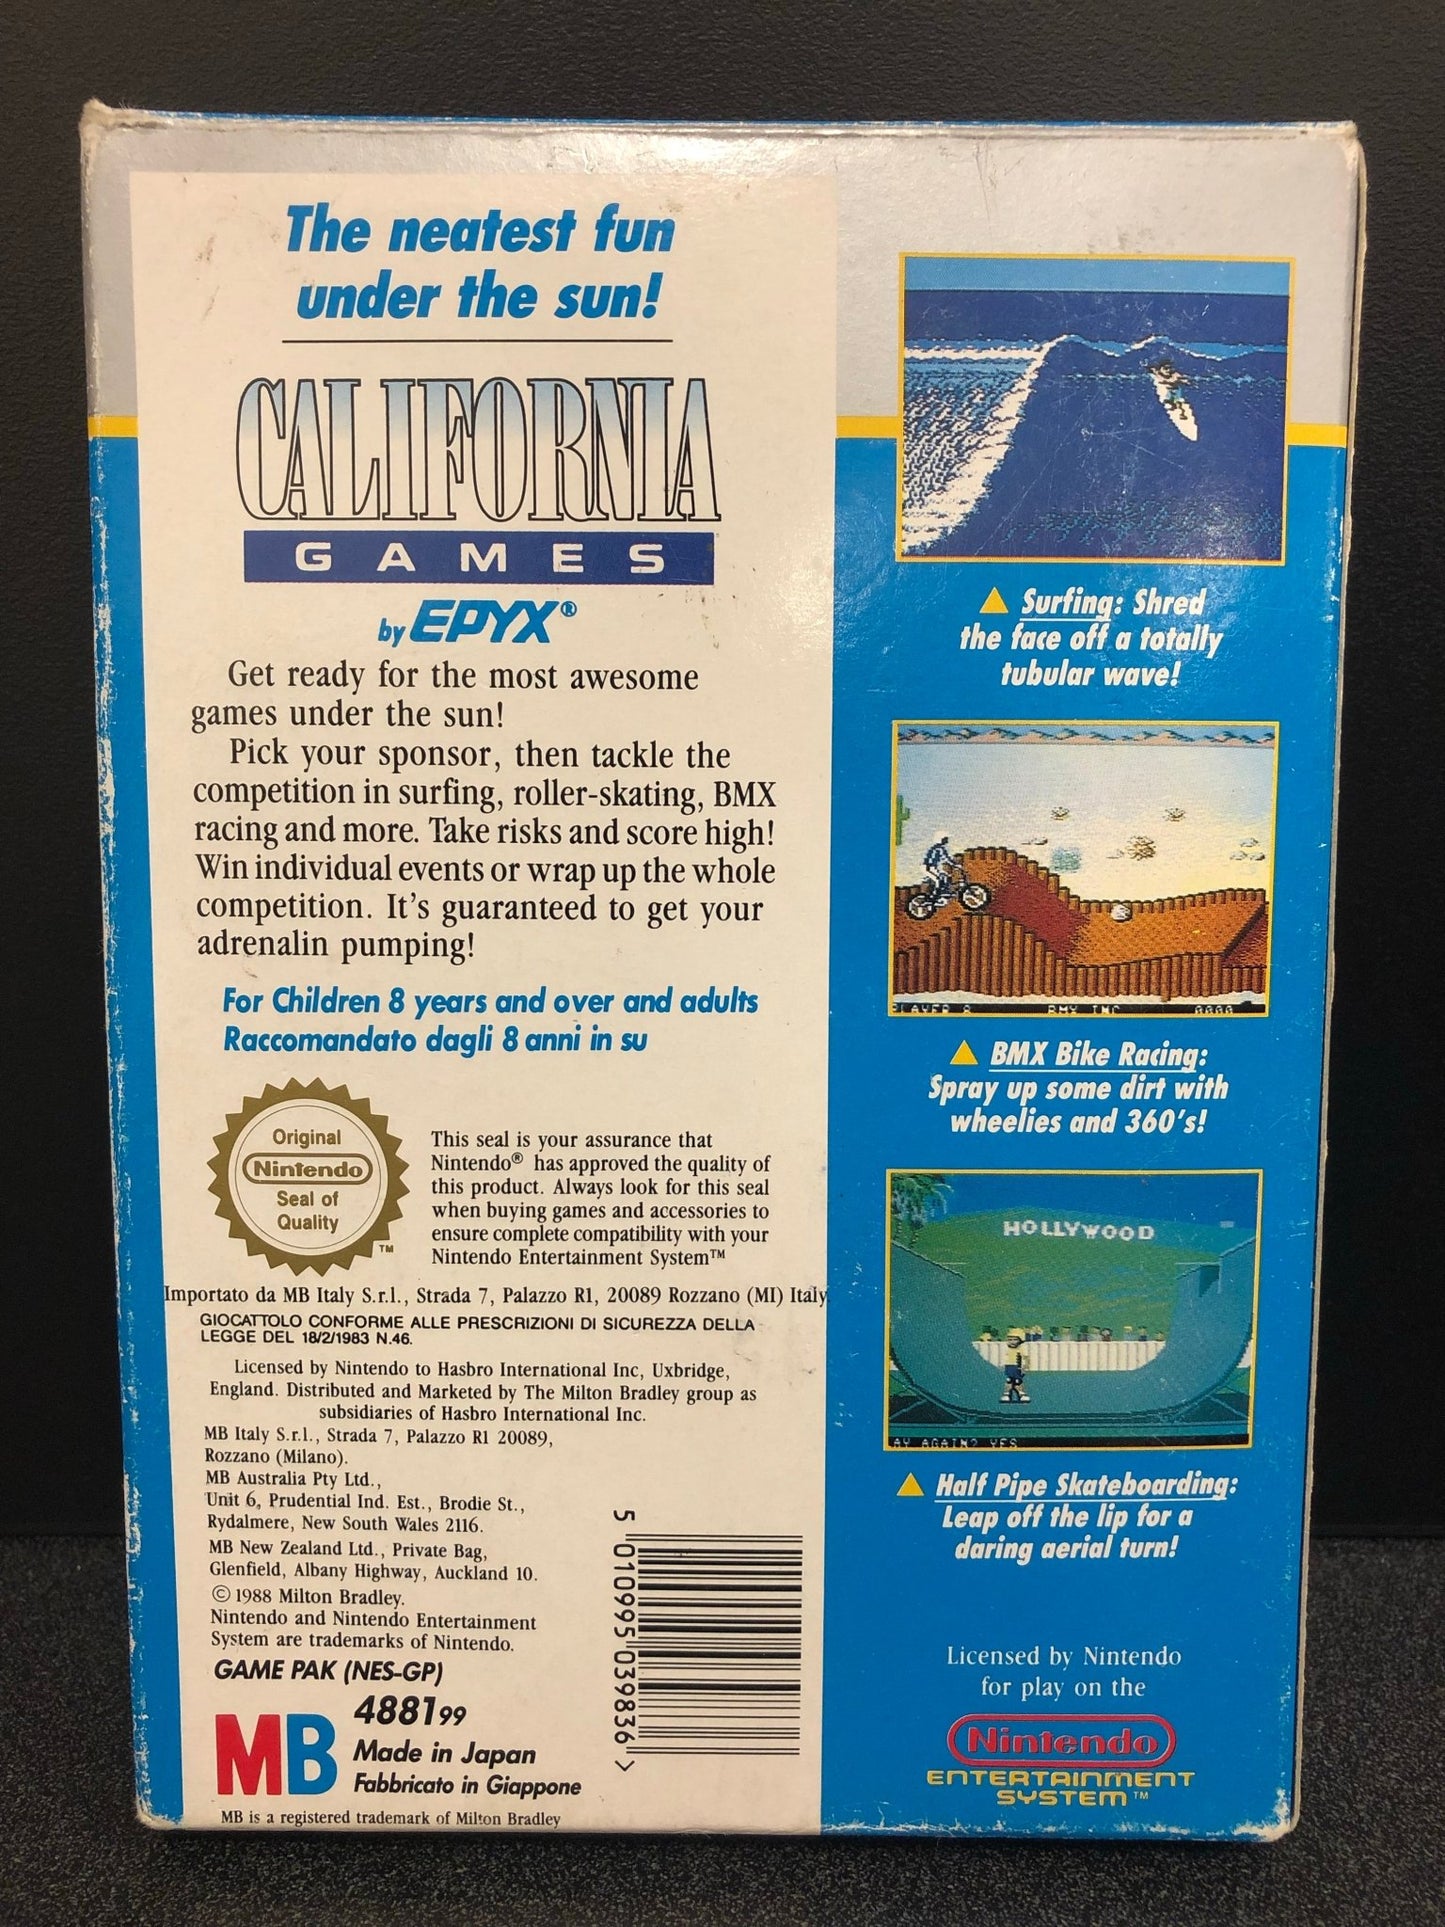 The neatest fun
under the sun!
CALIFORNIA
GAMES
by EPYX®
Get ready for the most awesome
games under the sun!
Pick your sponsor, then tackle the
competition in surfing, roller-skating, BMX
racing and more. Take risks and score high!
Win individual events or wrap up the whole
competition. It's guaranteed to get your
adrenalin pumping!
For Children 8 years and over and adults
Raccomandato dagli 8 anni in su
Original
Nintendo
Seal of
Quality
TM
This seal is your assurance that
Nintendo® has approved the quality of
this product. Always look for this seal
when buying games and accessories to
ensure complete compatibility with your
Nintendo Entertainment System™
Importato da MB Italy S.r.l., Strada 7, Palazzo R1, 20089 Rozzano (MI) Italy
GIOCATTOLO CONFORME ALLE PRESCRIZIONI DI SICUREZZA DELLA
LEGGE DEL 18/2/1983 N.46.
Licensed by Nintendo to Hasbro International Inc, Uxbridge,
England. Distributed and Marketed by The Milton Bradley group as
subsidiaries of Hasbro International Inc.
MB Italy S.r.l., Strada 7, Palazzo R1 20089,
Rozzano (Milano).
MB Australia Pty Ltd.,
Unit 6, Prudential Ind. Est., Brodie St.,
Rydalmere, New South Wales 2116.
MB New Zealand Ltd., Private Bag,
Glenfield, Albany Highway, Auckland 10.
© 1988 Milton Bradley.
Nintendo and Nintendo Entertainment
System are trademarks of Nintendo.
GAME PAK (NES-GP)
488199
MB
Made in Japan
Fabbricato in Giappone
MB is a registered trademark of Milton Bradley
5 010995 039836 >
▲ Surfing: Shred
the face off a totally
tubular wave!
PLAYER 8 BMX INC 0000
▲ BMX Bike Racing:
Spray up some dirt with
wheelies and 360's!
HOLLYWOOD
AY AGAIN? YES
▲ Half Pipe Skateboarding:
Leap off the lip for a
daring aerial turn!
Licensed by Nintendo
for play on the
Nintendo
ENTERTAINMENT
SYSTEM™